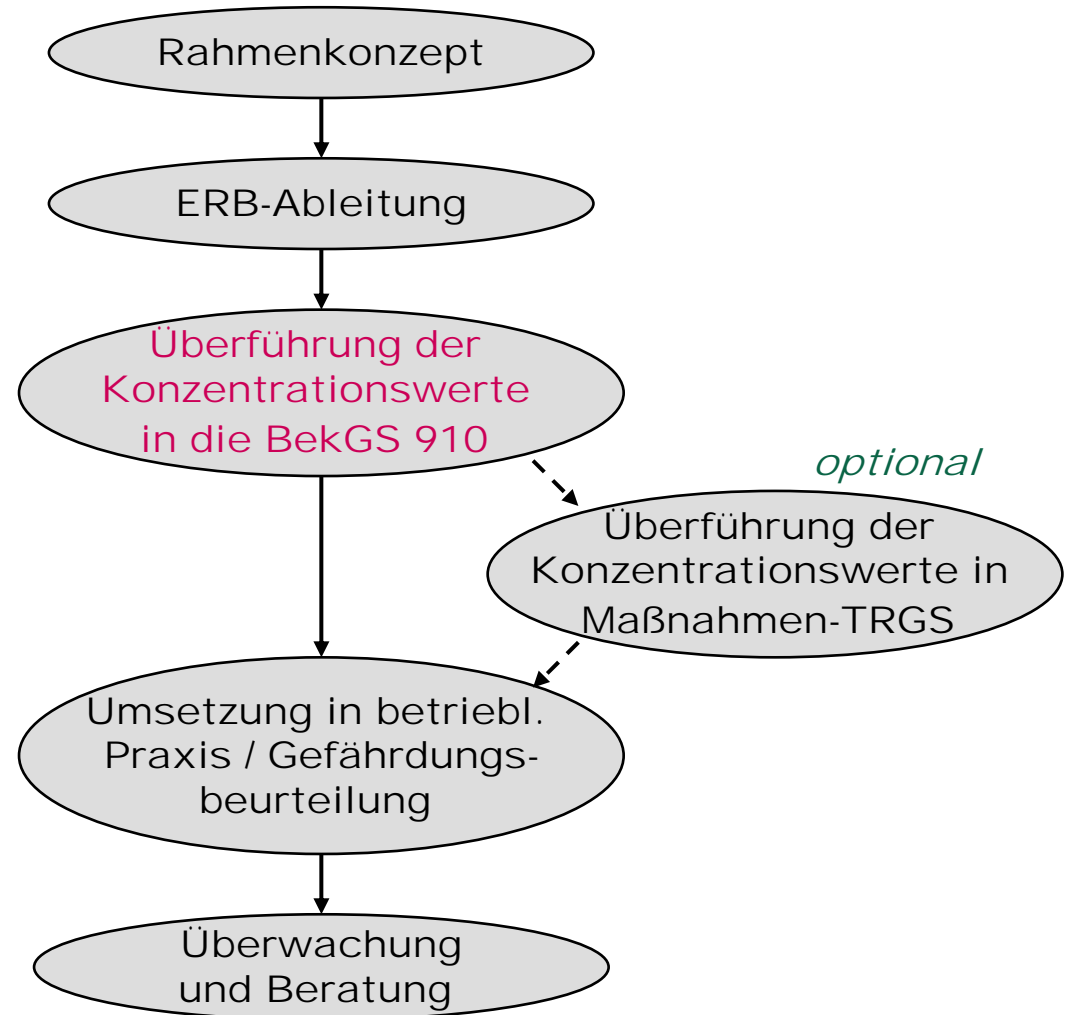 Rahmenkonzept
ERB-Ableitung
Überführung der
Konzentrationswerte
in die BekGS 910
optional
Überführung der
Konzentrationswerte in
Maßnahmen-TRGS
Umsetzung in betriebl.
Praxis / Gefährdungs-
beurteilung
Überwachung
und Beratung